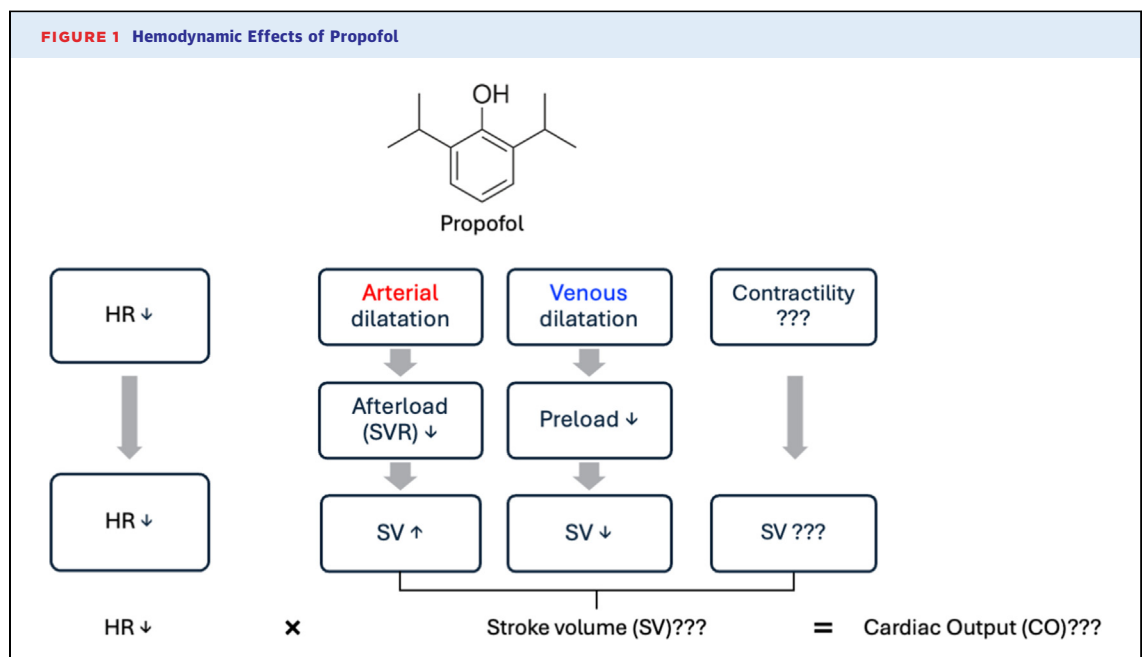 FIGURE 1 Hemodynamic Effects of Propofol
OH
Propofol
HR ↓
Arterial
dilatation
Venous
dilatation
Contractility
???
Afterload
(SVR) ↓
Preload ↓
HR ↓
SV ↑
SV ↓
SV ???
HR ↓ × Stroke volume (SV)??? = Cardiac Output (CO)???